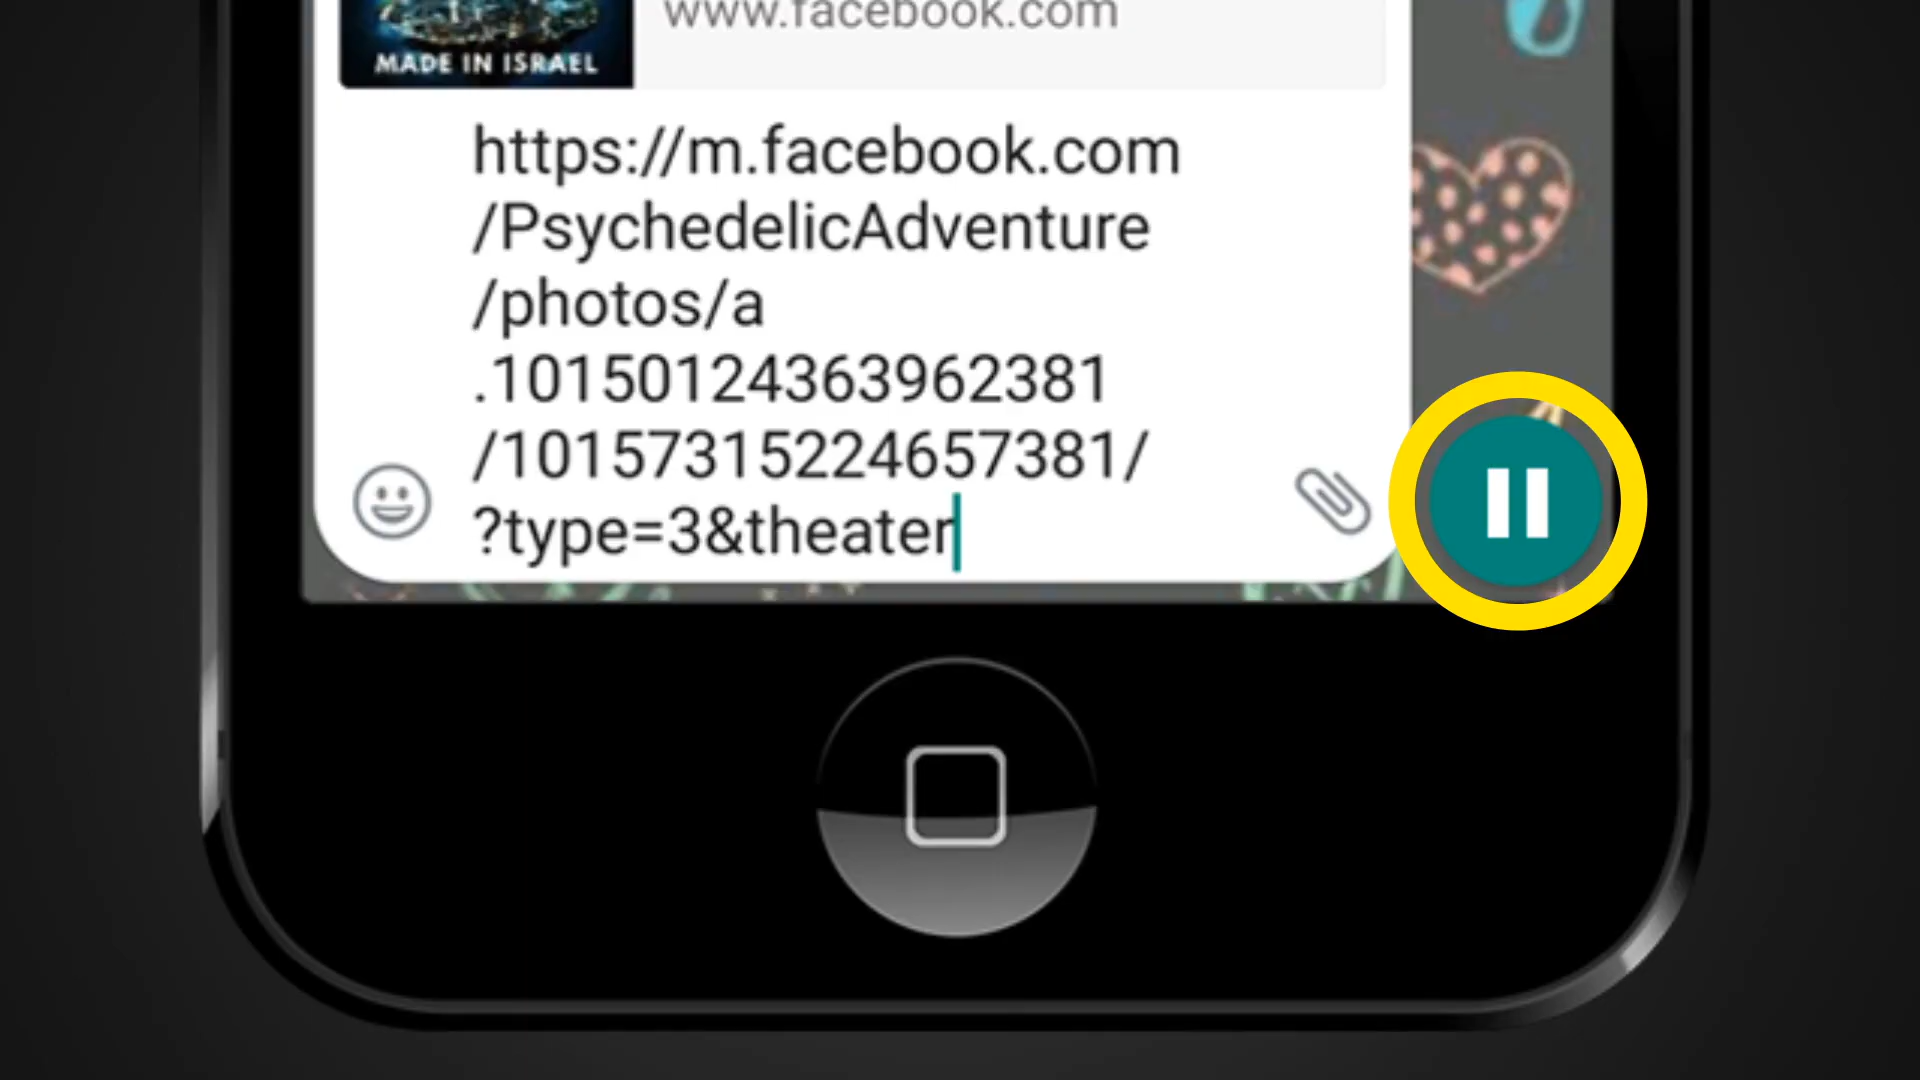 www.facebook.com
MADE IN ISRAEL
https://m.facebook.com
/PsychedelicAdventure
/photos/a
.10150124363962381
/10157315224657381/
?type=3&theater